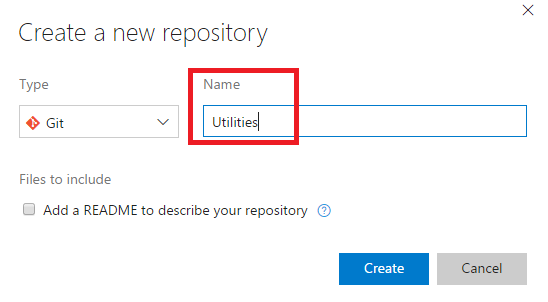 Create a new repository
Type
Name
Git
Utilities
Files to include
Add a README to describe your repository ?
Create
Cancel